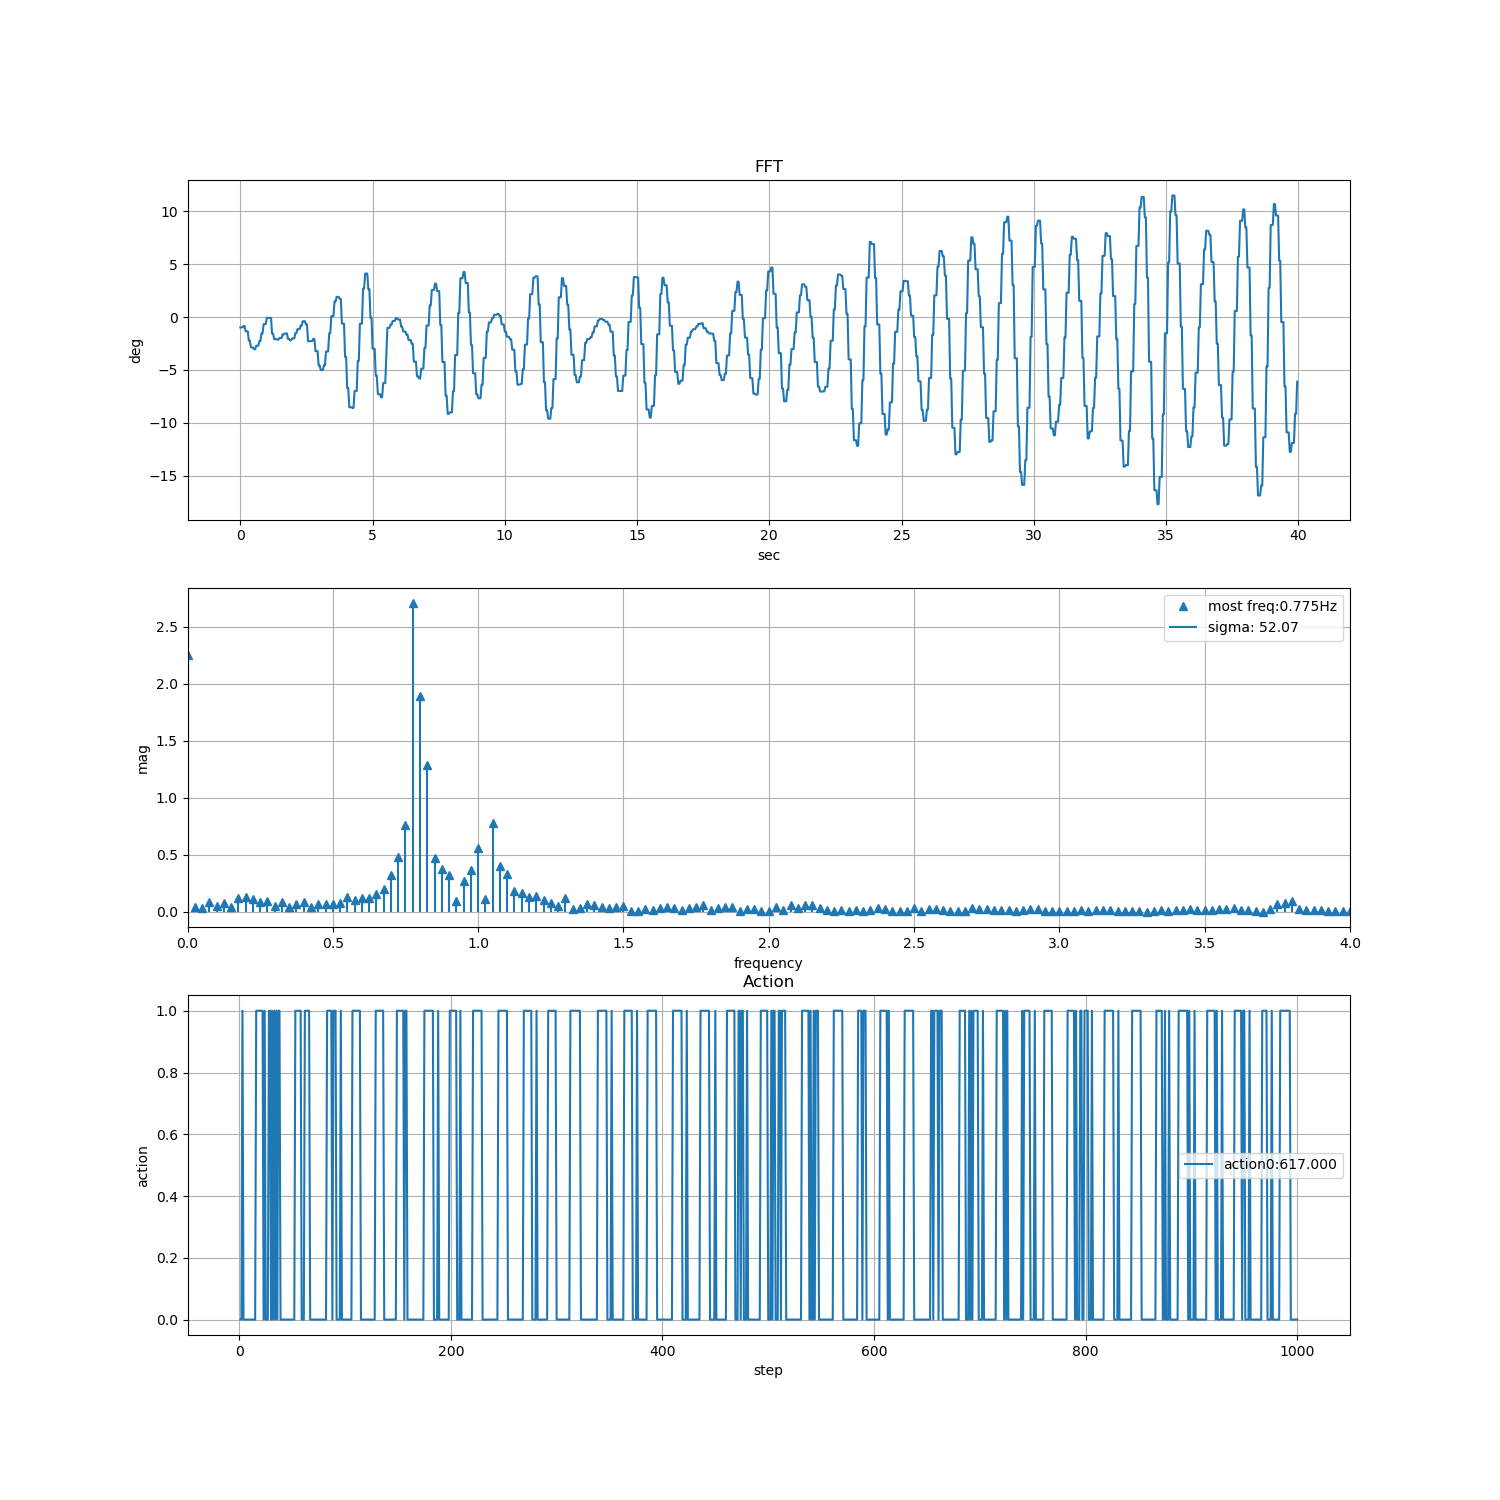 FFT
10
5
0
−5
−10
−15
deg
0 5 10 15 20 25 30 35 40
sec
most freq:0.775Hz
sigma: 52.07
2.5
2.0
1.5
1.0
0.5
0.0
mag
0.0 0.5 1.0 1.5 2.0 2.5 3.0 3.5 4.0
frequency
Action
1.0
0.8
0.6
0.4
0.2
0.0
action
action0:617.000
0 200 400 600 800 1000
step